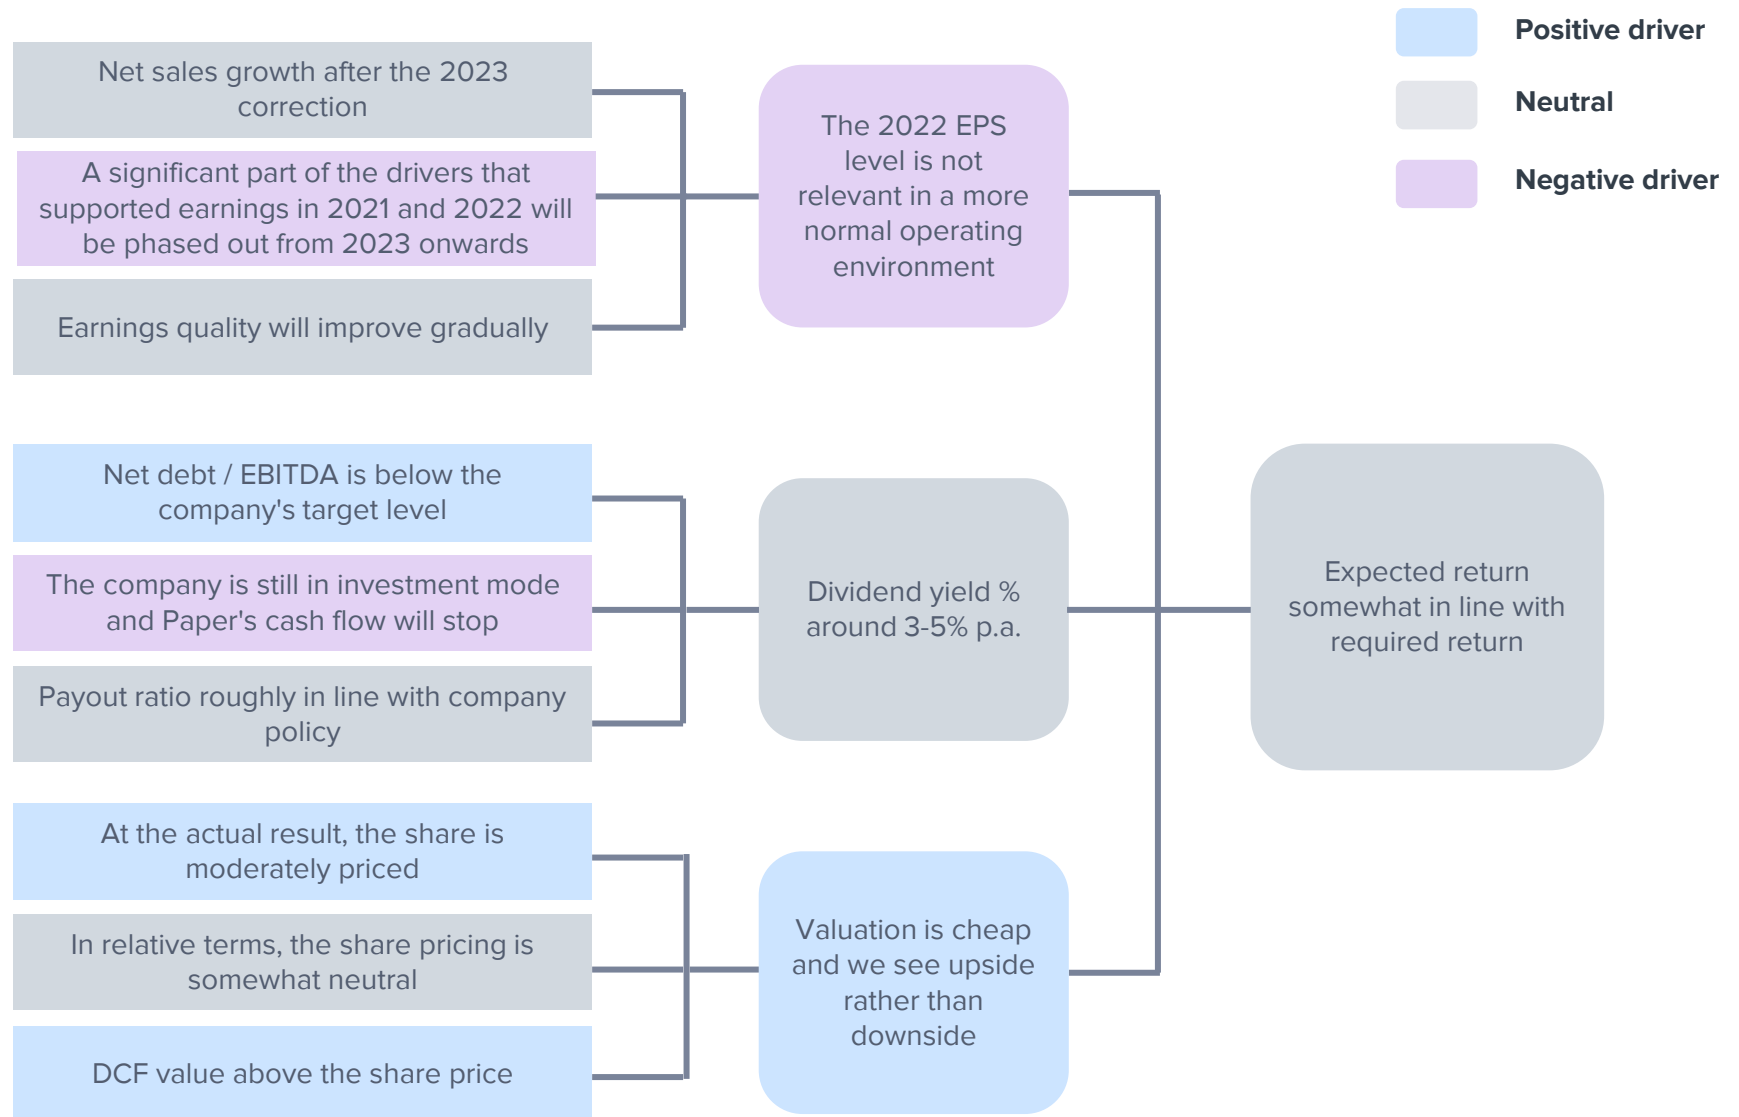 Positive driver
Neutral
Negative driver
Net sales growth after the 2023
correction
A significant part of the drivers that
supported earnings in 2021 and 2022 will
be phased out from 2023 onwards
Earnings quality will improve gradually
The 2022 EPS
level is not
relevant in a more
normal operating
environment
Net debt / EBITDA is below the
company's target level
The company is still in investment mode
and Paper's cash flow will stop
Payout ratio roughly in line with company
policy
Dividend yield %
around 3-5% p.a.
At the actual result, the share is
moderately priced
In relative terms, the share pricing is
somewhat neutral
DCF value above the share price
Valuation is cheap
and we see upside
rather than
downside
Expected return
somewhat in line with
required return